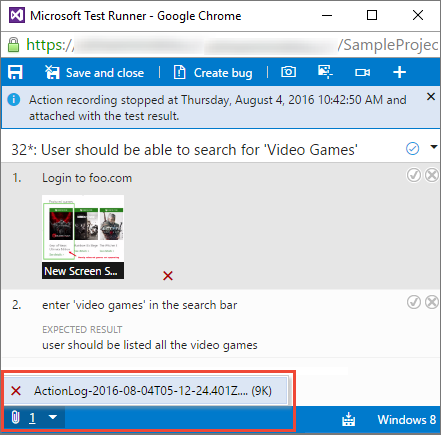 Microsoft Test Runner - Google Chrome
https://
/SampleProjec
Save and close
Create bug
Action recording stopped at Thursday, August 4, 2016 10:42:50 AM and
attached with the test result.
32*: User should be able to search for 'Video Games'
1. Login to foo.com
New Screen S...
2. enter 'video games' in the search bar
EXPECTED RESULT
user should be listed all the video games
ActionLog-2016-08-04T05-12-24.401Z.... (9K)
1
Windows 8